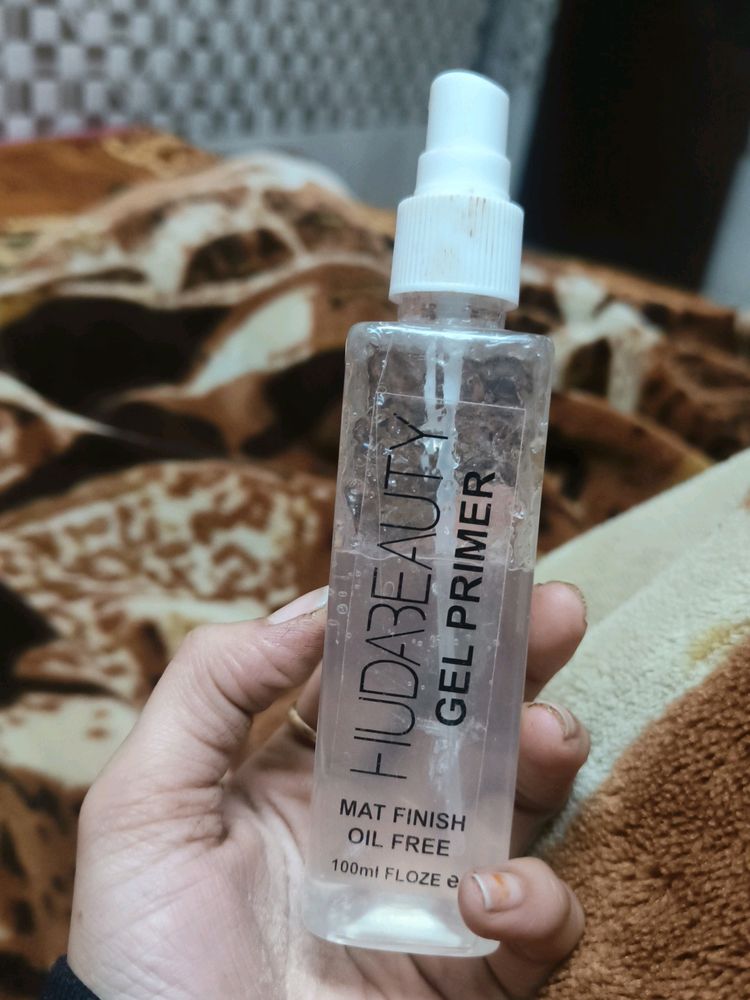 HUDABEAUTY
GEL PRIMER
MAT FINISH
OIL FREE
100ml FLOZE e